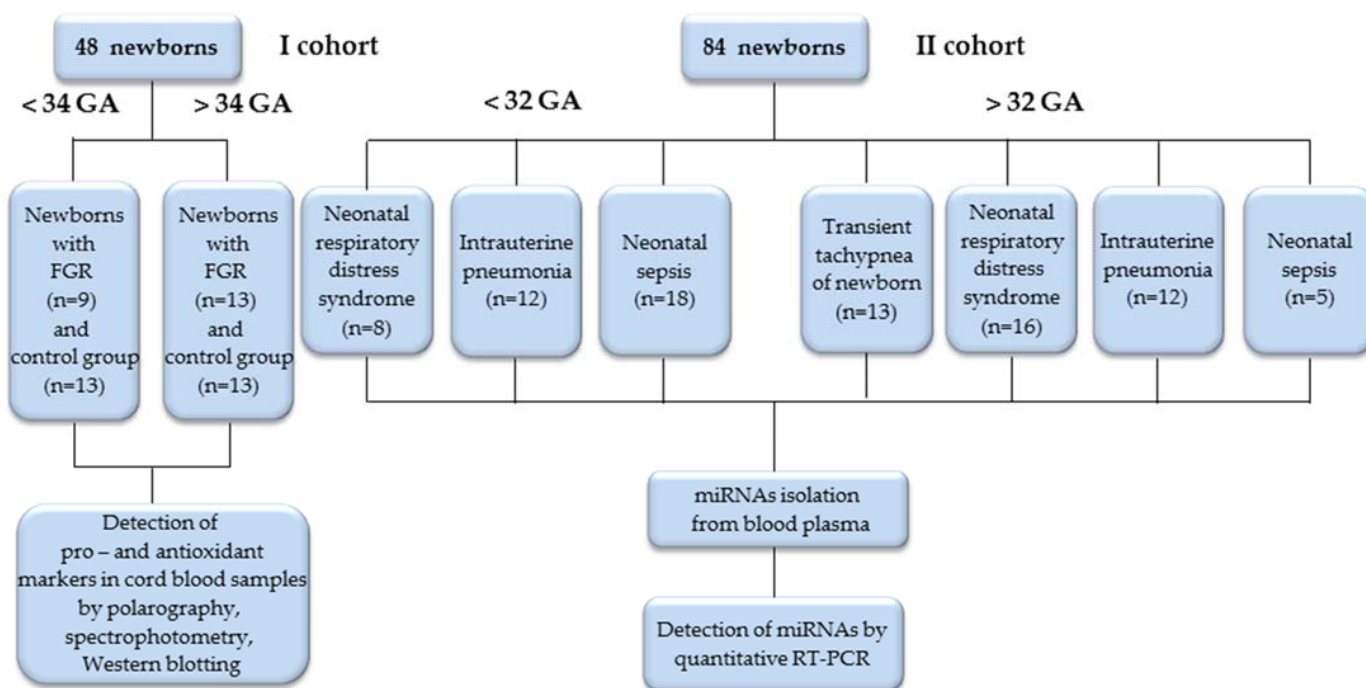 48 newborns
I cohort
84 newborns
II cohort
< 34 GA
> 34 GA
< 32 GA
> 32 GA
Newborns
with
FGR
(n=9)
and
control group
(n=13)
Newborns
with
FGR
(n=13)
and
control group
(n=13)
Neonatal
respiratory
distress
syndrome
(n=8)
Intrauterine
pneumonia
(n=12)
Neonatal
sepsis
(n=18)
Transient
tachypnea
of newborn
(n=13)
Neonatal
respiratory
distress
syndrome
(n=16)
Intrauterine
pneumonia
(n=12)
Neonatal
sepsis
(n=5)
Detection of
pro – and antioxidant
markers in cord blood samples
by polarography,
spectrophotometry,
Western blotting
miRNAs isolation
from blood plasma
Detection of miRNAs by
quantitative RT-PCR